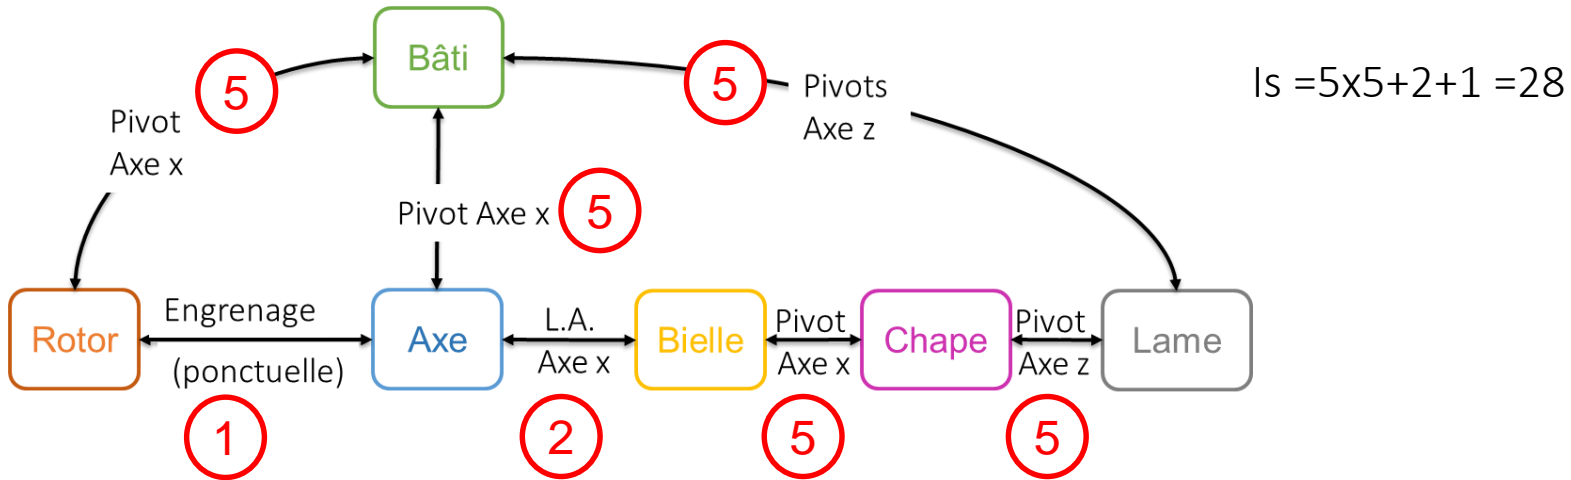 Bâti
5
5
Is =5x5+2+1 =28
Pivots
Axe z
Pivot
Axe x
Pivot Axe x
5
Rotor
Engrenage
(ponctuelle)
Axe
L.A.
Axe x
Bielle
Pivot
Axe x
Chape
Pivot
Axe z
Lame
1
2
5
5